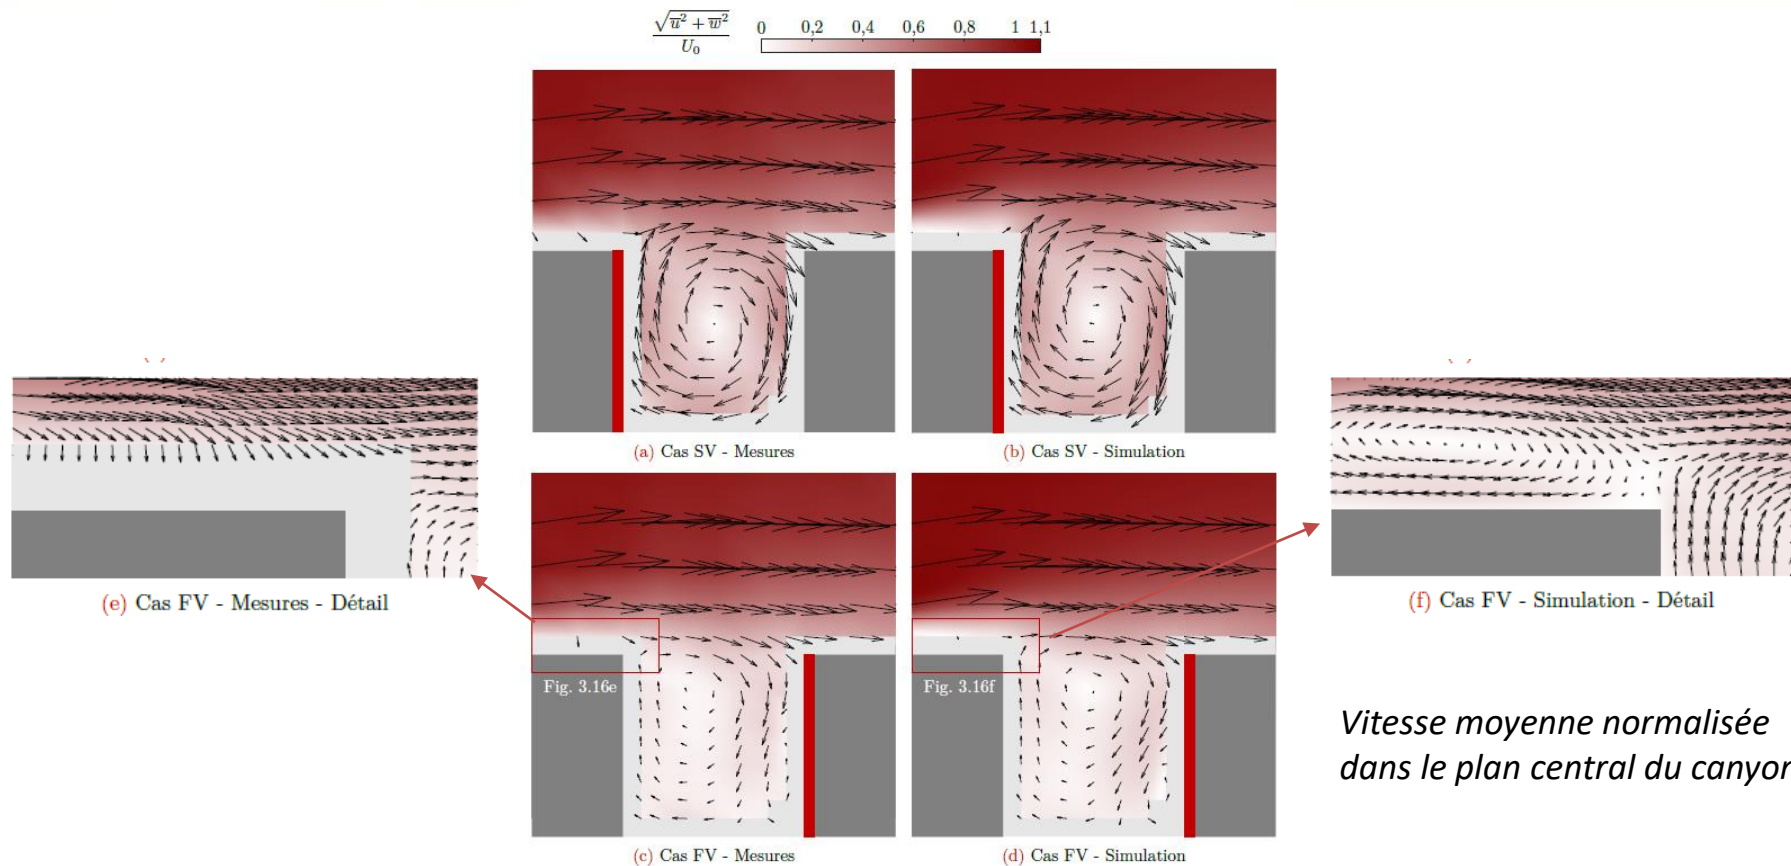 √u̅² + w̅²
U₀
0 0,2 0,4 0,6 0,8 1 1,1
(a) Cas SV - Mesures
(b) Cas SV - Simulation
(e) Cas FV - Mesures - Détail
(f) Cas FV - Simulation - Détail
Fig. 3.16e
Fig. 3.16f
Vitesse moyenne normalisée
dans le plan central du canyon
(c) Cas FV - Mesures
(d) Cas FV - Simulation